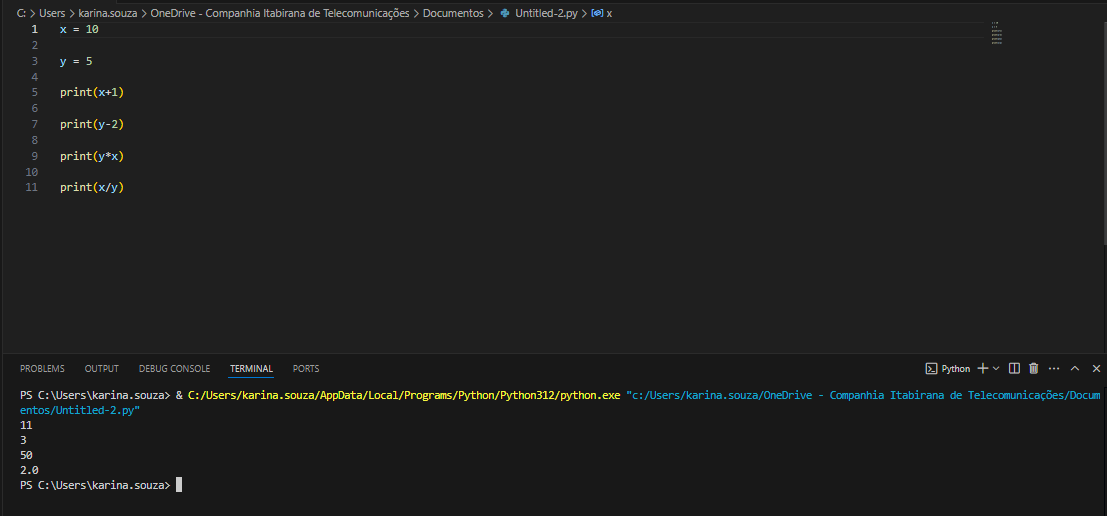 C: > Users > karina.souza > OneDrive - Companhia Itabirana de Telecomunicações > Documentos > Untitled-2.py > x
1 x = 10
2
3 y = 5
4
5 print(x+1)
6
7 print(y-2)
8
9 print(y*x)
10
11 print(x/y)
PROBLEMS OUTPUT DEBUG CONSOLE TERMINAL PORTS Python
PS C:\Users\karina.souza> & C:/Users/karina.souza/AppData/Local/Programs/Python/Python312/python.exe "c:/Users/karina.souza/OneDrive - Companhia Itabirana de Telecomunicações/Docum
entos/Untitled-2.py"
11
3
50
2.0
PS C:\Users\karina.souza>